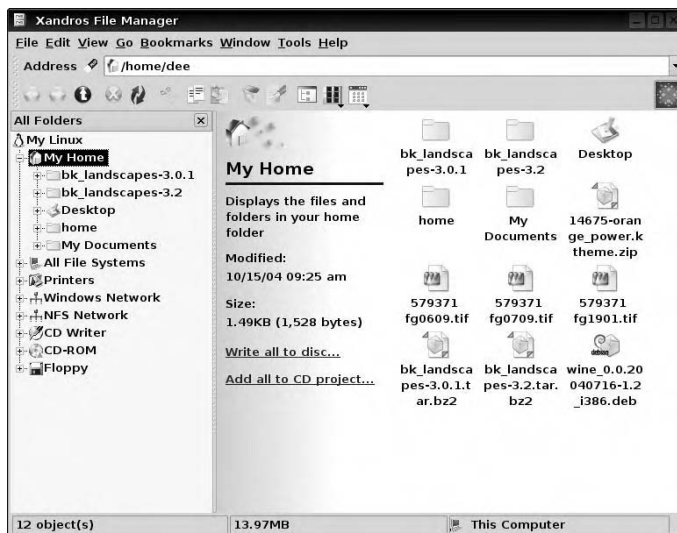 Xandros File Manager
File Edit View Go Bookmarks Window Tools Help
Address /home/dee
All Folders
My Linux
My Home
bk_landscapes-3.0.1
bk_landscapes-3.2
Desktop
home
My Documents
All File Systems
Printers
Windows Network
NFS Network
CD Writer
CD-ROM
Floppy
My Home
Displays the files and
folders in your home
folder
Modified:
10/15/04 09:25 am
Size:
1.49KB (1,528 bytes)
Write all to disc...
Add all to CD project...
bk_landsca
pes-3.0.1
bk_landsca
pes-3.2
Desktop
home
My
Documents
14675-oran
ge_power.k
theme.zip
579371
fg0609.tif
579371
fg0709.tif
579371
fg1901.tif
bk_landsca
pes-3.0.1.t
ar.bz2
bk_landsca
pes-3.2.tar.
bz2
debian
wine_0.0.20
040716-1.2
_i386.deb
12 object(s)
13.97MB
This Computer